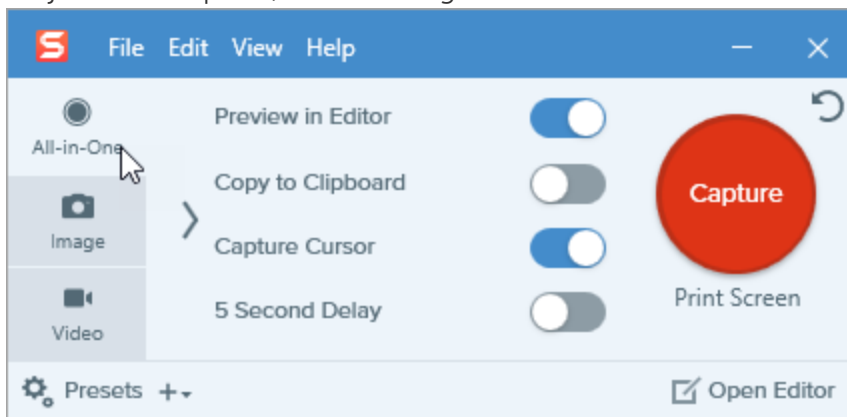 File Edit View Help
All-in-One
Image
Video
Preview in Editor
Copy to Clipboard
Capture Cursor
5 Second Delay
Capture
Print Screen
Presets
Open Editor